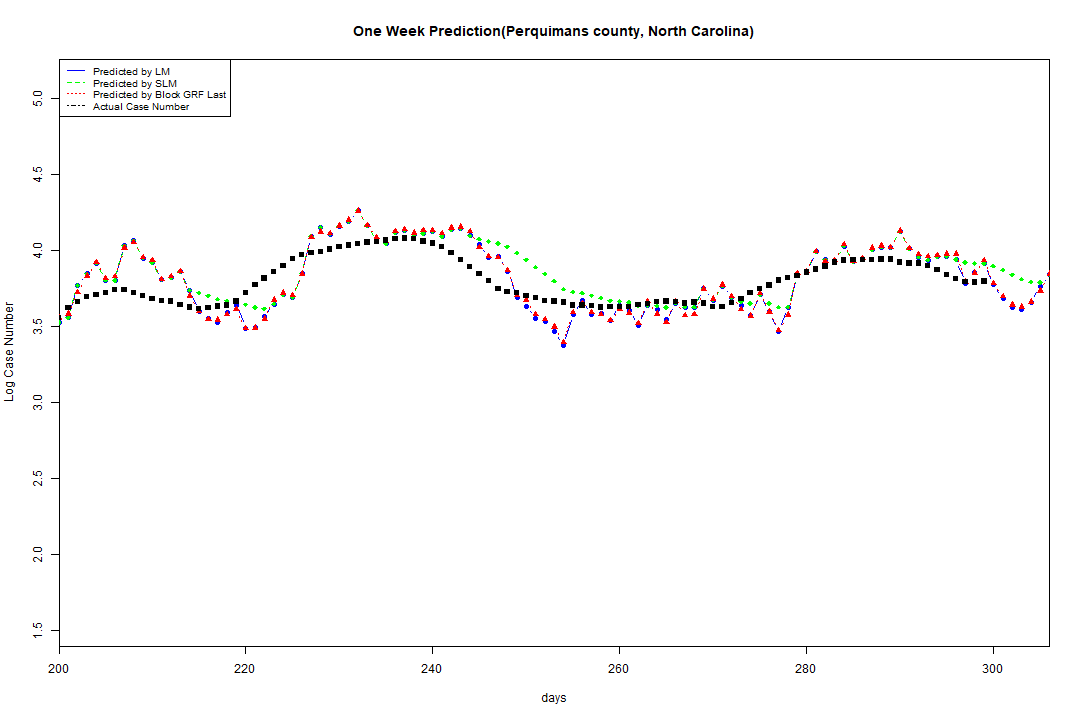 One Week Prediction(Perquimans county, North Carolina)
Predicted by LM
Predicted by SLM
Predicted by Block GRF Last
Actual Case Number
5.0
4.5
4.0
3.5
3.0
2.5
2.0
1.5
Log Case Number
200 220 240 260 280 300
days